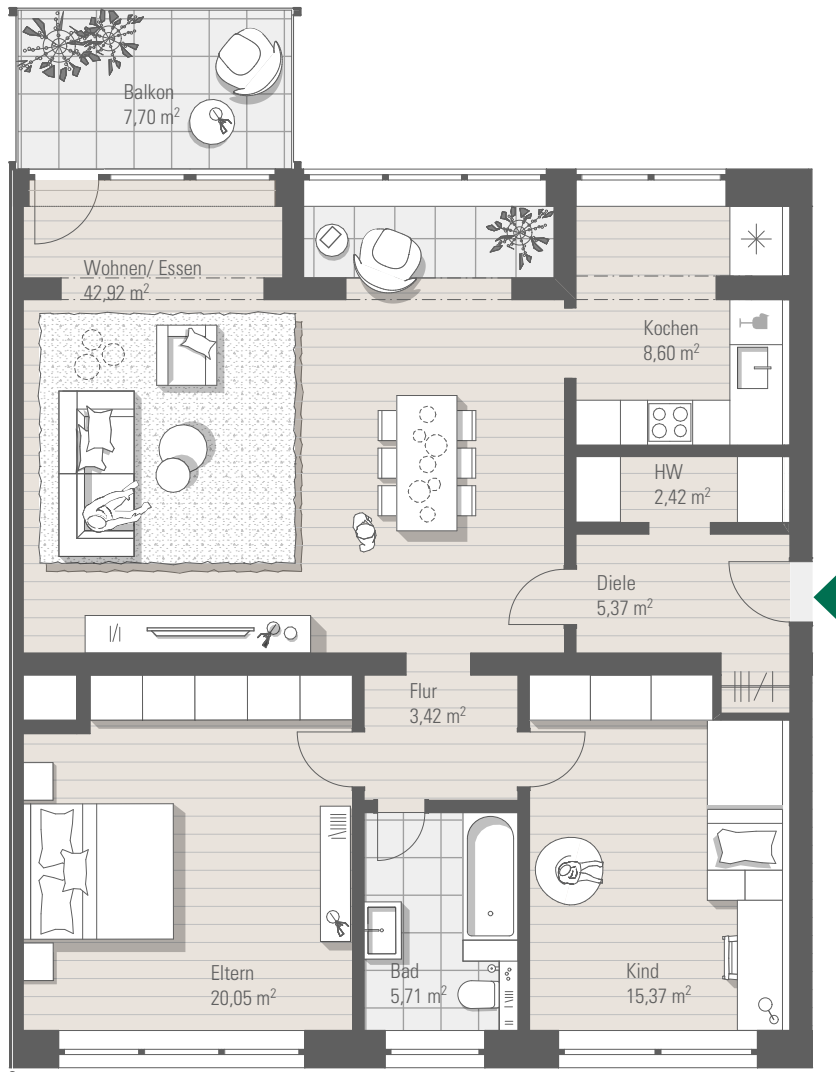 Balkon
7,70 m²
Wohnen/ Essen
42,92 m²
Kochen
8,60 m²
HW
2,42 m²
Diele
5,37 m²
Flur
3,42 m²
Eltern
20,05 m²
Bad
5,71 m²
Kind
15,37 m²